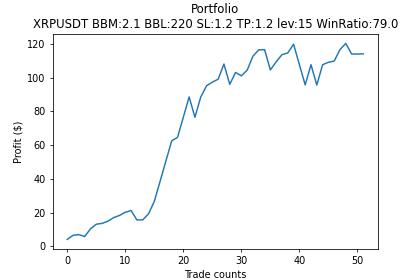 Portfolio
XRPUSDT BBM:2.1 BBL:220 SL:1.2 TP:1.2 lev:15 WinRatio:79.0
120
100
80
60
40
20
0
Profit ($)
0 10 20 30 40 50
Trade counts